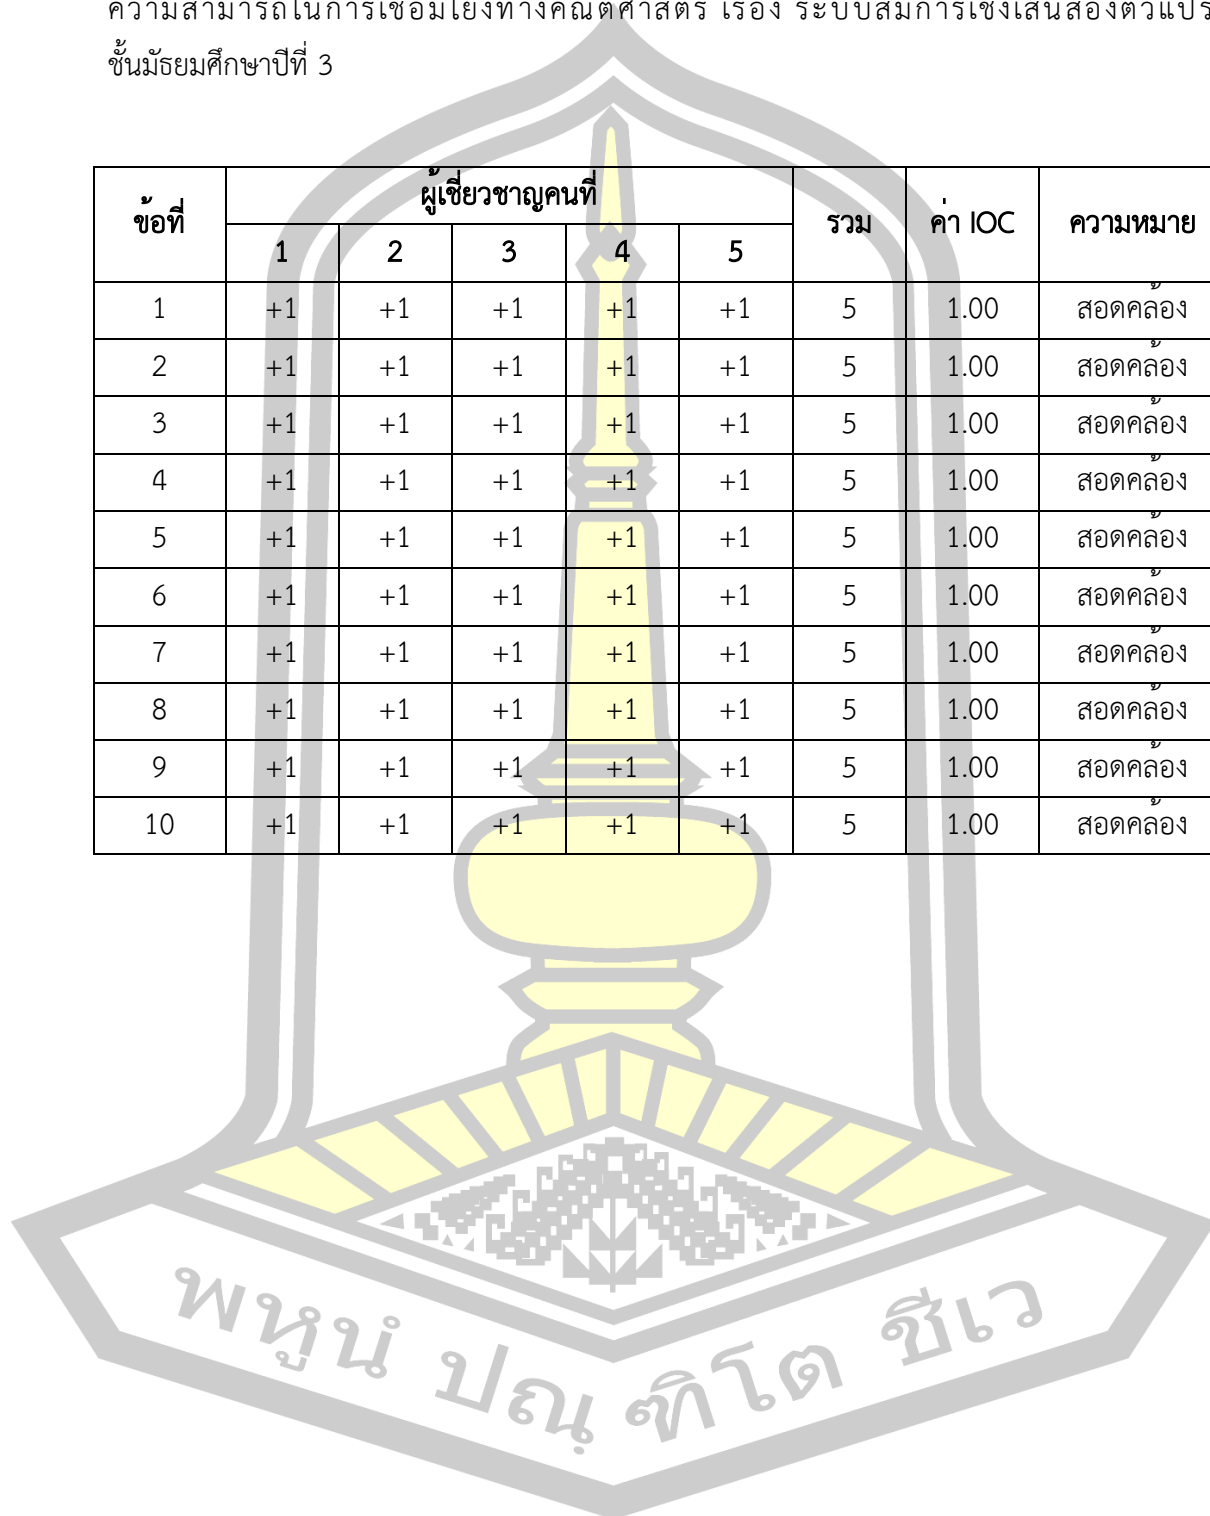 ความสามารถในการเชื่อมโยงทางคณิตศาสตร์ เรื่อง ระบบสมการเชิงเส้นสองตัวแปร
ชั้นมัธยมศึกษาปีที่ 3
ข้อที่ ผู้เชี่ยวชาญคนที่ รวม ค่า IOC ความหมาย
1 2 3 4 5
1 +1 +1 +1 +1 +1 5 1.00 สอดคล้อง
2 +1 +1 +1 +1 +1 5 1.00 สอดคล้อง
3 +1 +1 +1 +1 +1 5 1.00 สอดคล้อง
4 +1 +1 +1 +1 +1 5 1.00 สอดคล้อง
5 +1 +1 +1 +1 +1 5 1.00 สอดคล้อง
6 +1 +1 +1 +1 +1 5 1.00 สอดคล้อง
7 +1 +1 +1 +1 +1 5 1.00 สอดคล้อง
8 +1 +1 +1 +1 +1 5 1.00 สอดคล้อง
9 +1 +1 +1 +1 +1 5 1.00 สอดคล้อง
10 +1 +1 +1 +1 +1 5 1.00 สอดคล้อง
พหูนํ ปณฺฑิโต ชีเว